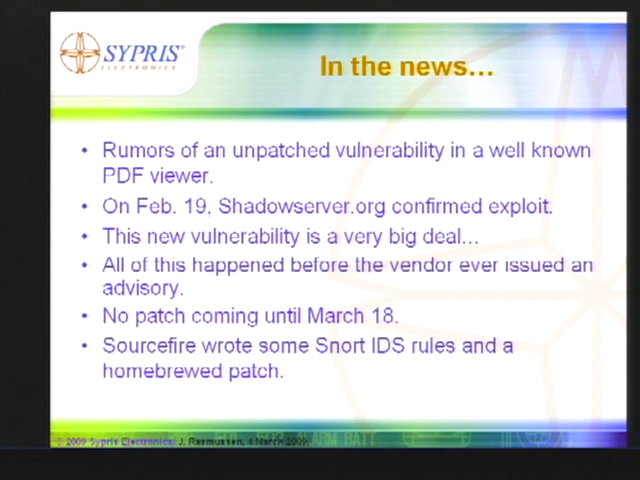 SYPRIS®
ELECTRONICS
In the news...
• Rumors of an unpatched vulnerability in a well known
PDF viewer.
• On Feb. 19, Shadowserver.org confirmed exploit.
• This new vulnerability is a very big deal...
• All of this happened before the vendor ever issued an
advisory.
• No patch coming until March 18.
• Sourcefire wrote some Snort IDS rules and a
homebrewed patch.
© 2009 Sypris Electronics, J. Rasmussen, 4 March 2009